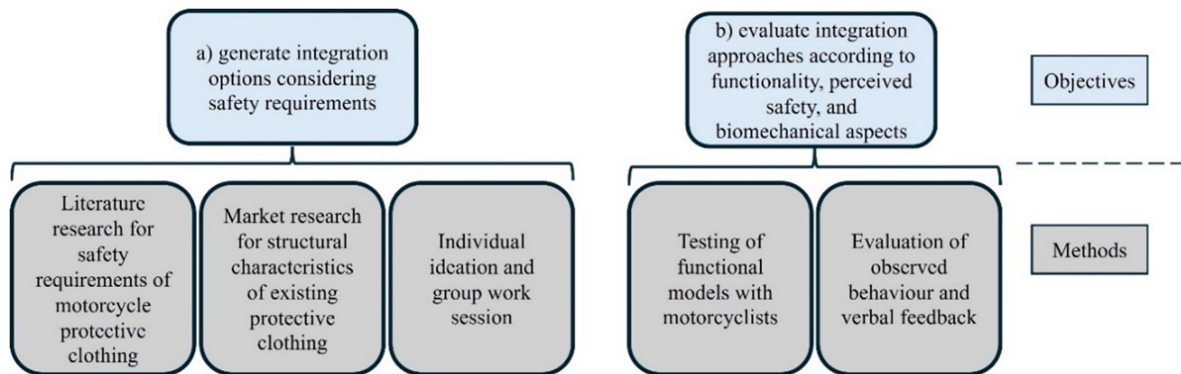 a) generate integration
options considering
safety requirements
b) evaluate integration
approaches according to
functionality, perceived
safety, and
biomechanical aspects
Objectives
Literature
research for
safety
requirements of
motorcycle
protective
clothing
Market research
for structural
characteristics
of existing
protective
clothing
Individual
ideation and
group work
session
Testing of
functional
models with
motorcyclists
Evaluation of
observed
behaviour and
verbal feedback
Methods